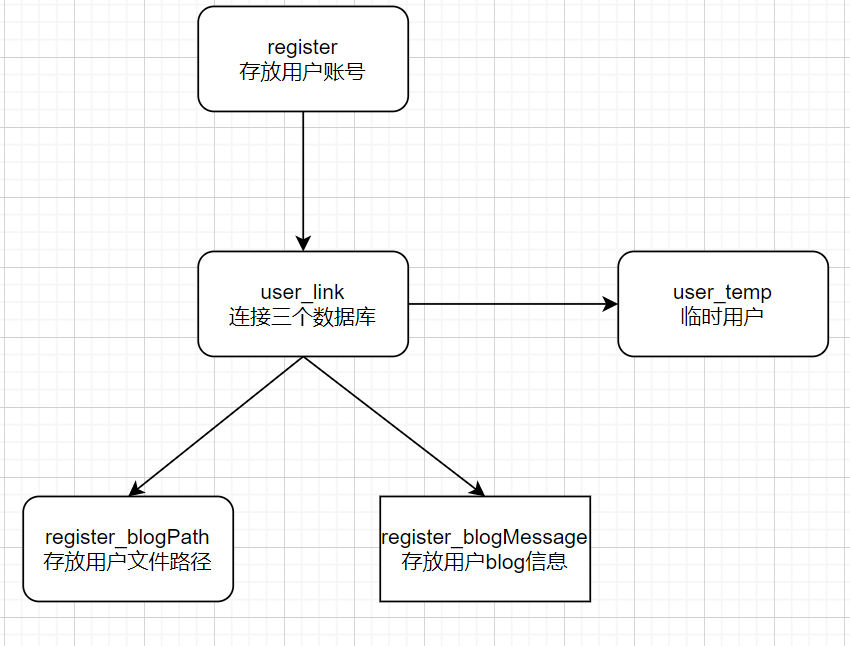 register
存放用户账号
user_link
连接三个数据库
user_temp
临时用户
register_blogPath
存放用户文件路径
register_blogMessage
存放用户blog信息